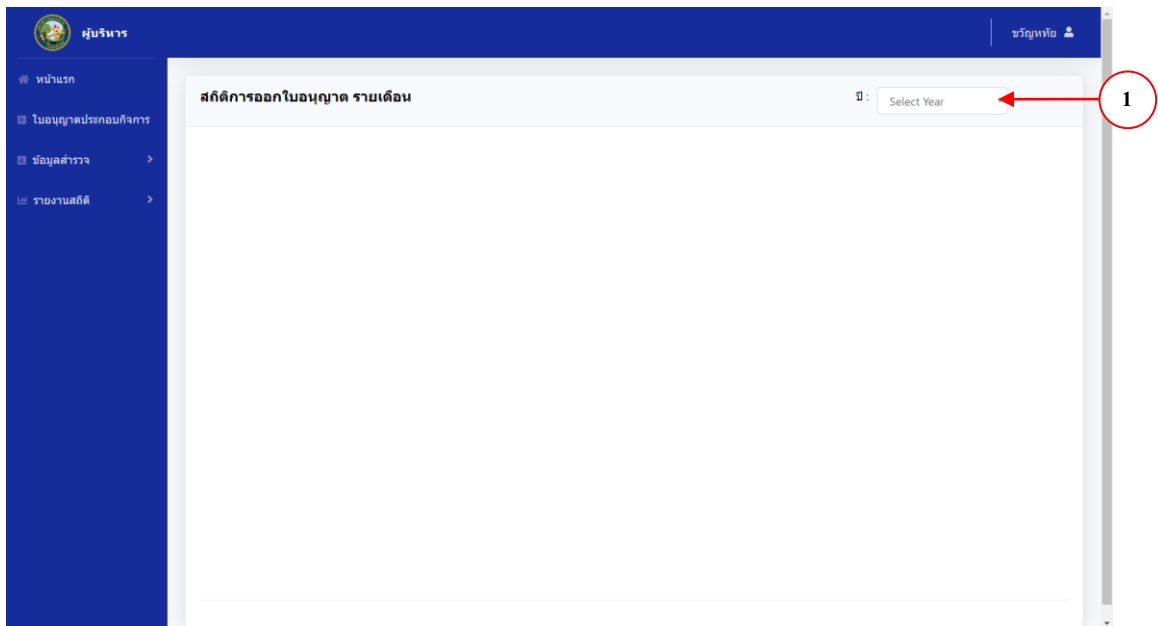 ผู้บริหาร
ขวัญหทัย
หน้าแรก
สถิติการออกใบอนุญาต รายเดือน
ปี :
Select Year
1
ใบอนุญาตประกอบกิจการ
ข้อมูลสำรวจ
รายงานสถิติ